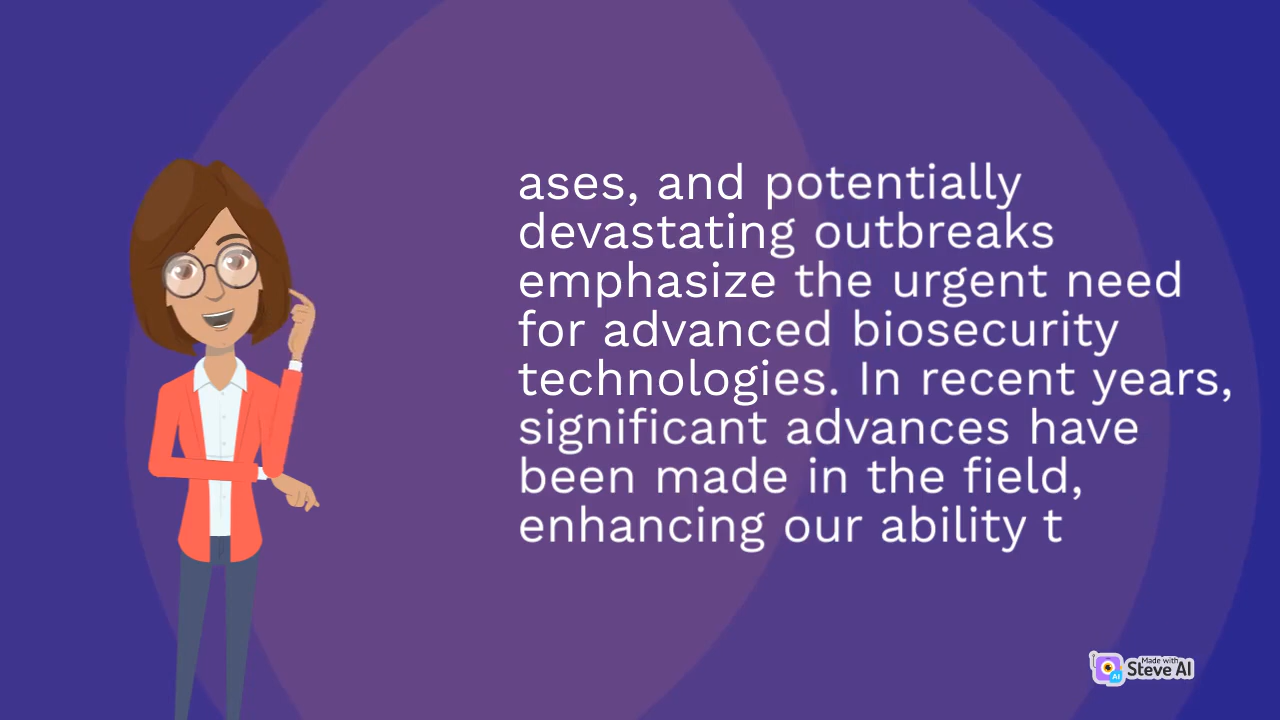 ases, and potentially
devastating outbreaks
emphasize the urgent need
for advanced biosecurity
technologies. In recent years,
significant advances have
been made in the field,
enhancing our ability t
Made with
Steve AI
AI